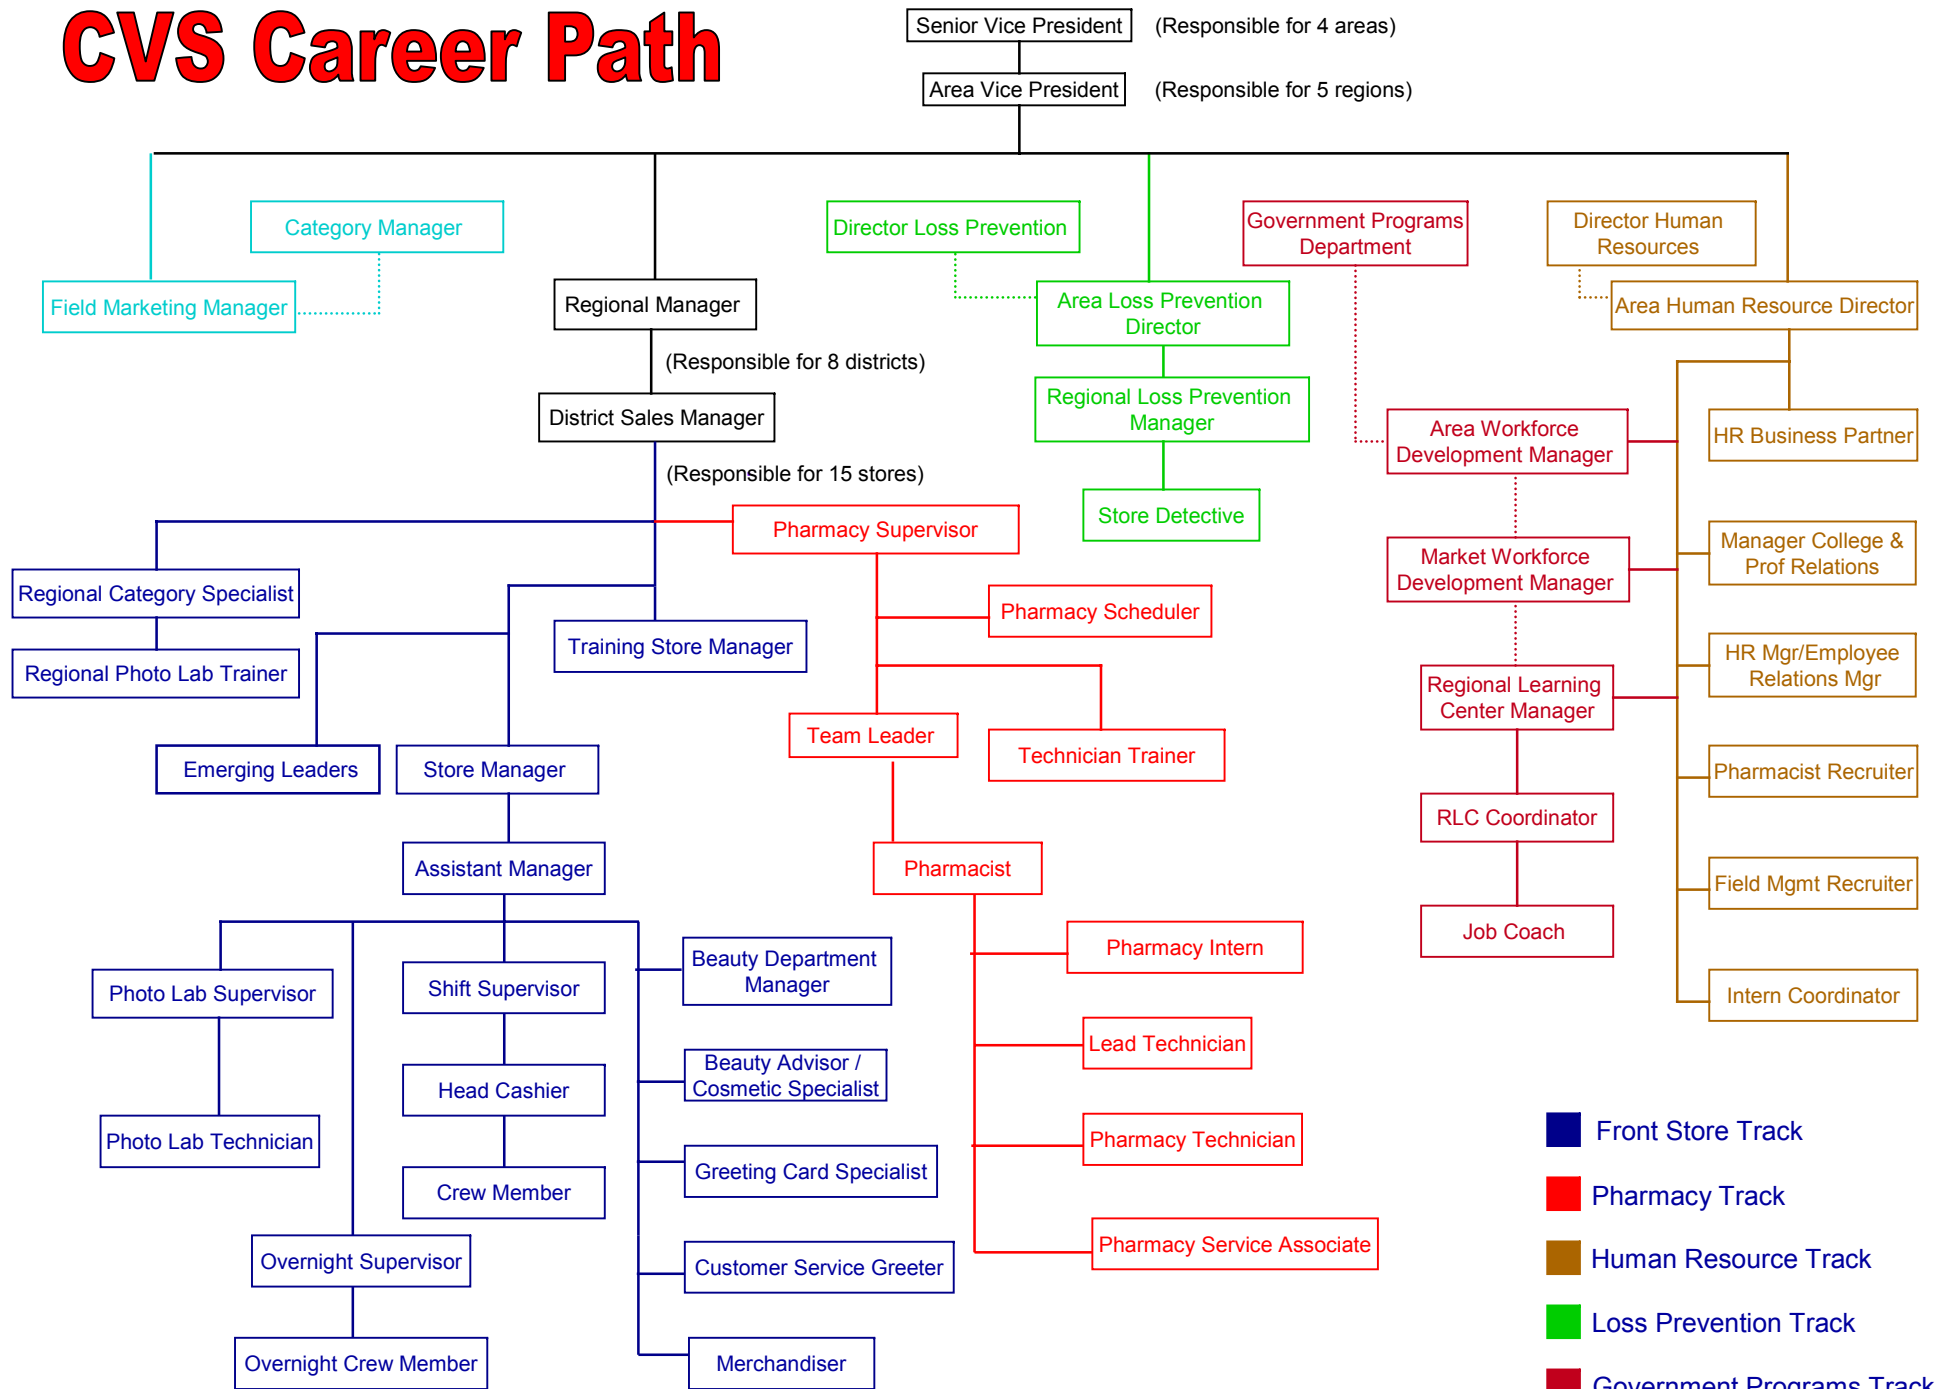 CVS Career Path
Senior Vice President
(Responsible for 4 areas)
Area Vice President
(Responsible for 5 regions)
Category Manager
Director Loss Prevention
Government Programs
Department
Director Human
Resources
Field Marketing Manager
Regional Manager
Area Loss Prevention
Director
Area Human Resource Director
(Responsible for 8 districts)
Regional Loss Prevention
Manager
District Sales Manager
Area Workforce
Development Manager
HR Business Partner
(Responsible for 15 stores)
Store Detective
Pharmacy Supervisor
Manager College &
Prof Relations
Market Workforce
Development Manager
Regional Category Specialist
Pharmacy Scheduler
Training Store Manager
Regional Photo Lab Trainer
HR Mgr/Employee
Relations Mgr
Regional Learning
Center Manager
Team Leader
Technician Trainer
Emerging Leaders
Store Manager
Pharmacist Recruiter
RLC Coordinator
Assistant Manager
Pharmacist
Field Mgmt Recruiter
Job Coach
Pharmacy Intern
Beauty Department
Manager
Photo Lab Supervisor
Shift Supervisor
Intern Coordinator
Lead Technician
Beauty Advisor /
Cosmetic Specialist
Head Cashier
Photo Lab Technician
Pharmacy Technician
Front Store Track
Greeting Card Specialist
Crew Member
Pharmacy Track
Overnight Supervisor
Customer Service Greeter
Pharmacy Service Associate
Human Resource Track
Loss Prevention Track
Overnight Crew Member
Merchandiser
Government Programs Track